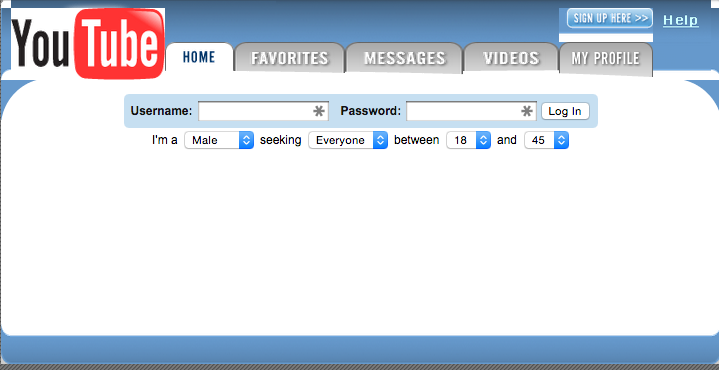 SIGN UP HERE >> Help
YouTube HOME FAVORITES MESSAGES VIDEOS MY PROFILE
Username: Password: Log In
I'm a Male seeking Everyone between 18 and 45